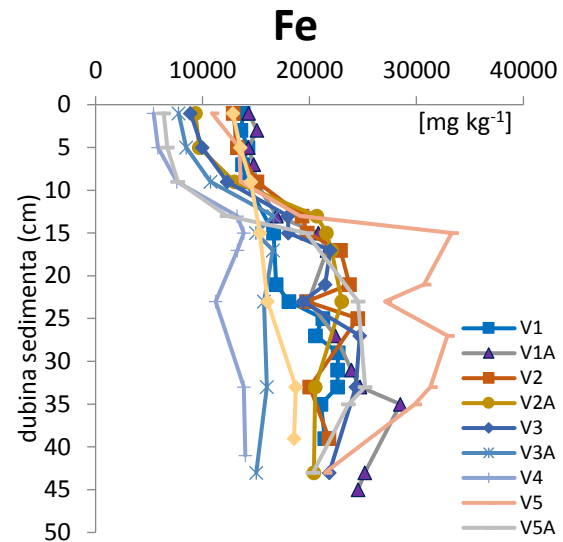 Fe
0 10000 20000 30000 40000
[mg kg⁻¹]
0
5
10
15
20
25
30
35
40
45
50
dubina sedimenta (cm)
V1
V1A
V2
V2A
V3
V3A
V4
V5
V5A